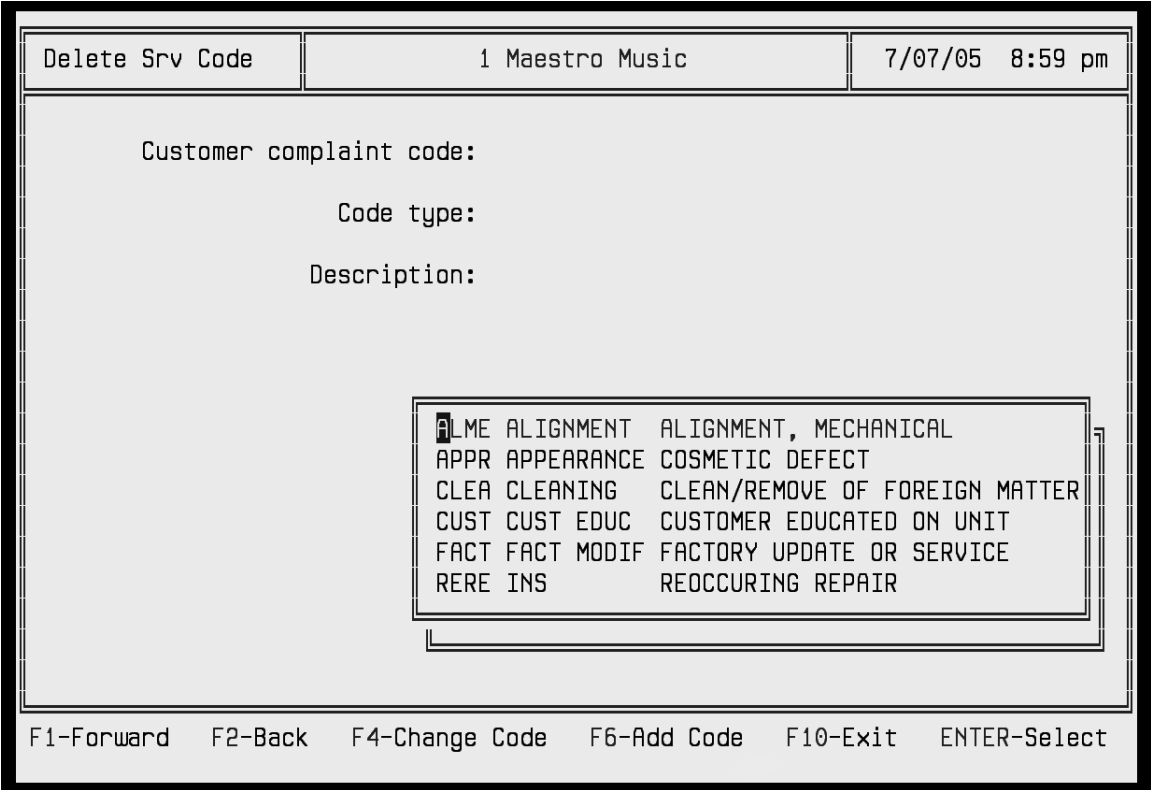 Delete Srv Code 1 Maestro Music 7/07/05 8:59 pm
Customer complaint code:
Code type:
Description:
ALME ALIGNMENT ALIGNMENT, MECHANICAL
APPR APPEARANCE COSMETIC DEFECT
CLEA CLEANING CLEAN/REMOVE OF FOREIGN MATTER
CUST CUST EDUC CUSTOMER EDUCATED ON UNIT
FACT FACT MODIF FACTORY UPDATE OR SERVICE
RERE INS REOCCURING REPAIR
F1-Forward F2-Back F4-Change Code F6-Add Code F10-Exit ENTER-Select